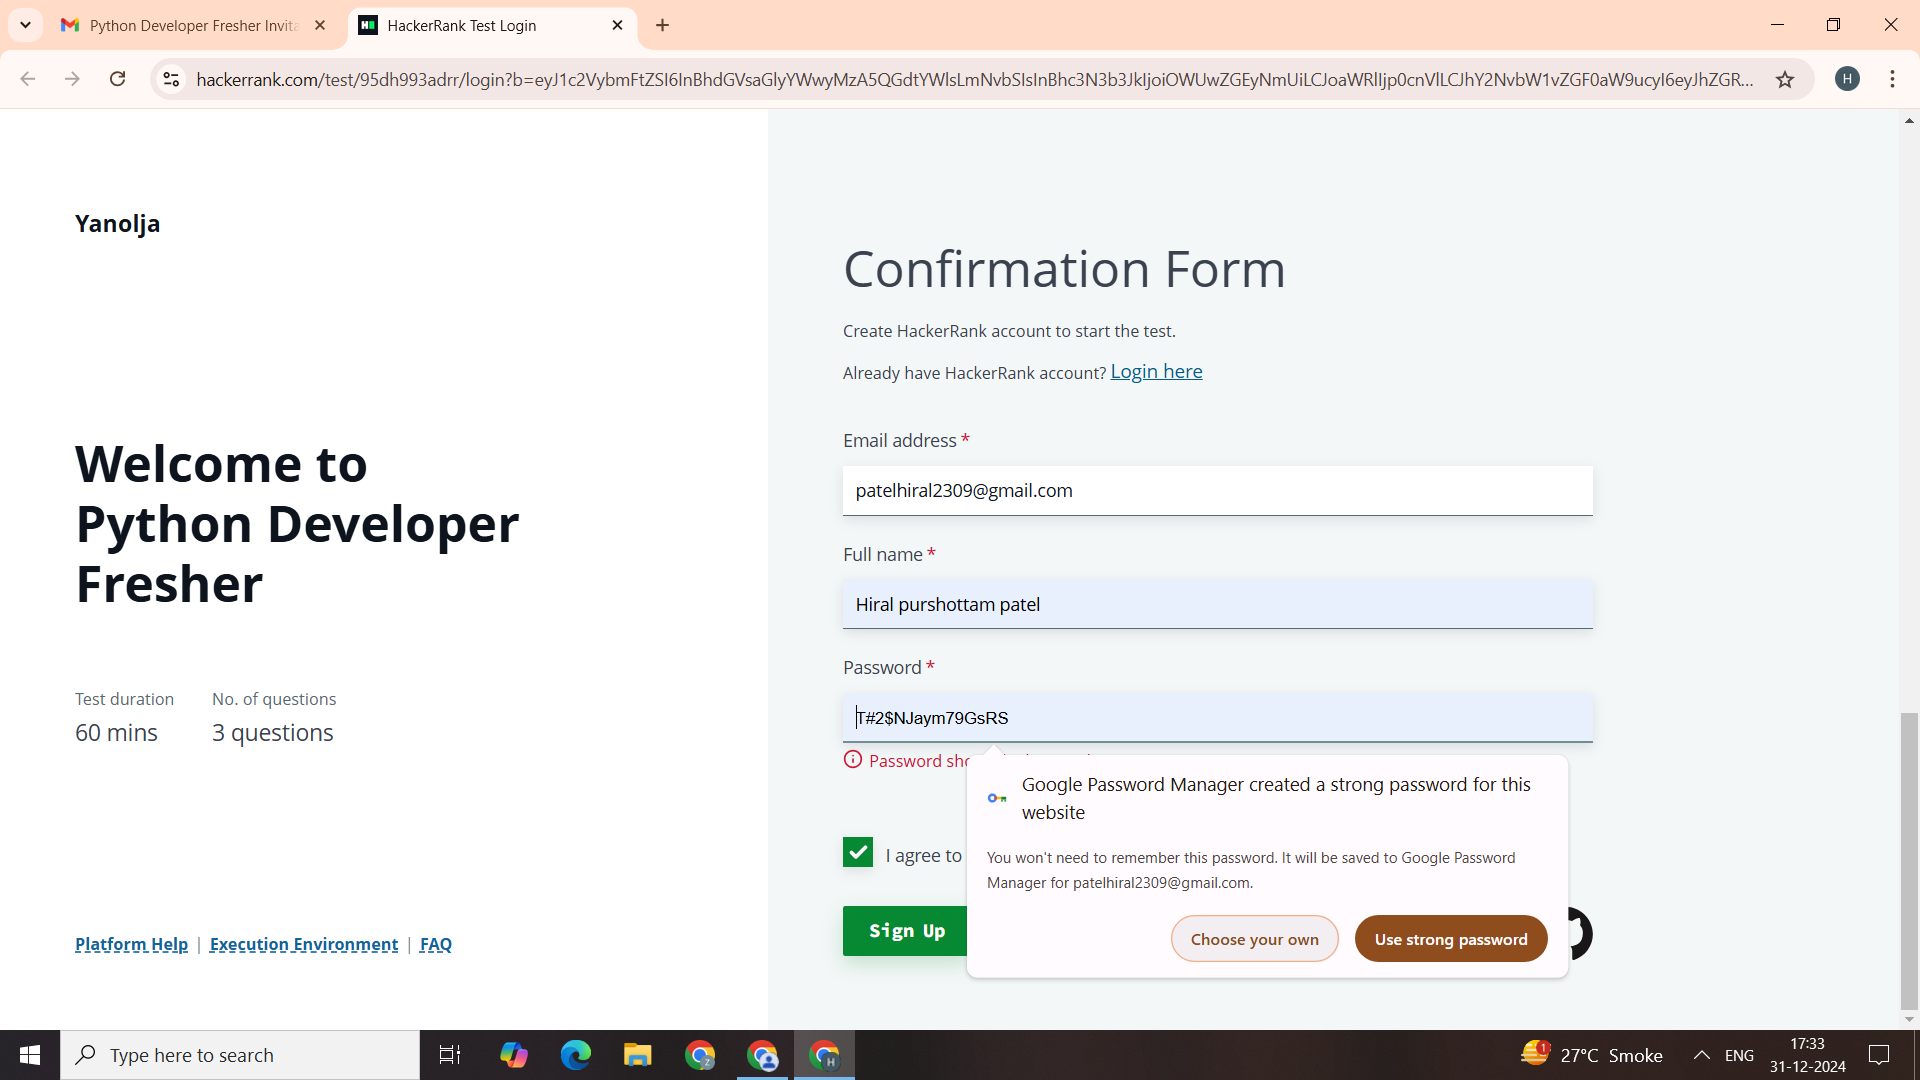 Python Developer Fresher Invita
HackerRank Test Login
hackerrank.com/test/95dh993adrr/login?b=eyJ1c2VybmFtZSI6InBhdGVsaGlyYWwyMzA5QGdtYWlsLmNvbSIsInBhc3N3b3JkIjoiOWUwZGEyNmUiLCJoaWRlIjp0cnVlLCJhY2NvbW1vZGF0aW9ucyI6eyJhZGR...
H
Yanolja
Welcome to
Python Developer
Fresher
Test duration
No. of questions
60 mins
3 questions
Platform Help | Execution Environment | FAQ
Confirmation Form
Create HackerRank account to start the test.
Already have HackerRank account? Login here
Email address *
patelhiral2309@gmail.com
Full name *
Hiral purshottam patel
Password *
T#2$NJaym79GsRS
Password sho
I agree to
Sign Up
Google Password Manager created a strong password for this
website
You won't need to remember this password. It will be saved to Google Password
Manager for patelhiral2309@gmail.com.
Choose your own
Use strong password
Type here to search
Z
H
1
27°C Smoke
ENG
17:33
31-12-2024